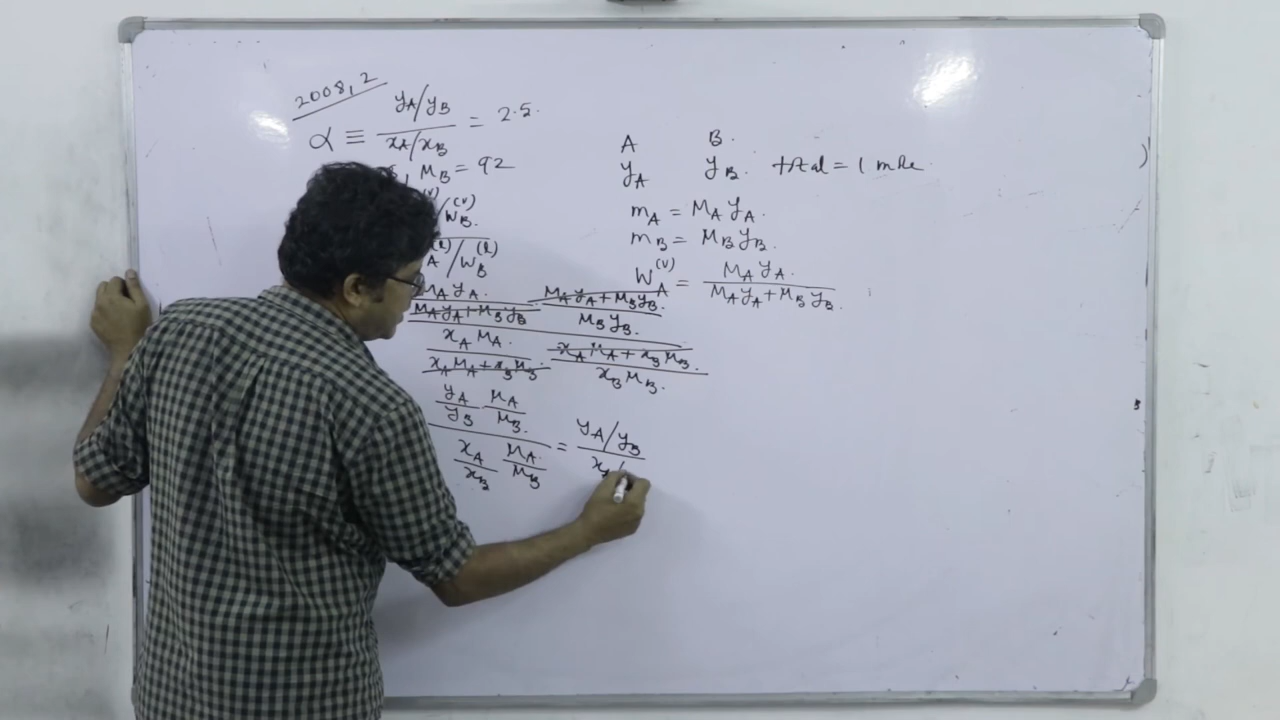 2008, 2
α ≡ (y_A/y_B)/(x_A/x_B) = 2.5.
M_B = 92
(v) / W_B^(v).
A^(l) / W_B^(l)
M_A y_A. / (M_A y_A + M_B y_B) (M_A y_A + M_B y_B) / M_B y_B.
x_A M_A. / (x_A M_A + x_B M_B) (x_A M_A + x_B M_B.) / x_B M_B.
(y_A/y_B M_A/M_B.) / (x_A/x_B M_A./M_B) = y_A/y_B / x_A/
A B.
y_A y_B. total = 1 mole.
m_A = M_A y_A.
m_B = M_B y_B.
W_A^(v) = M_A y_A. / (M_A y_A + M_B y_B.)